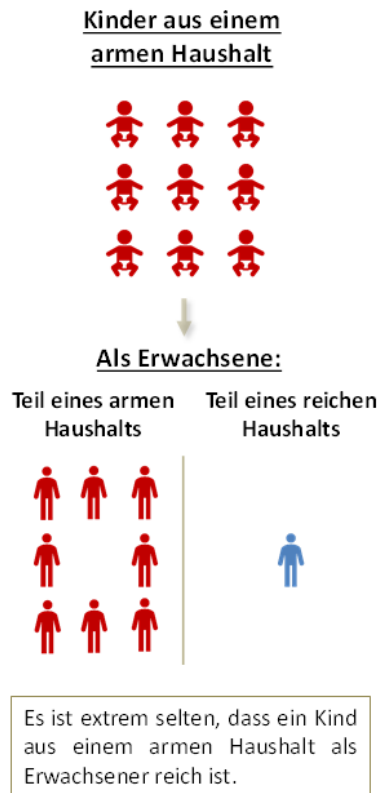 Kinder aus einem
armen Haushalt
Als Erwachsene:
Teil eines armen
Haushalts
Teil eines reichen
Haushalts
Es ist extrem selten, dass ein Kind
aus einem armen Haushalt als
Erwachsener reich ist.